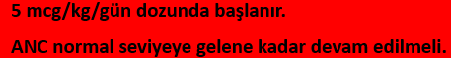 5 mcg/kg/gün dozunda başlanır.
ANC normal seviyeye gelene kadar devam edilmeli.